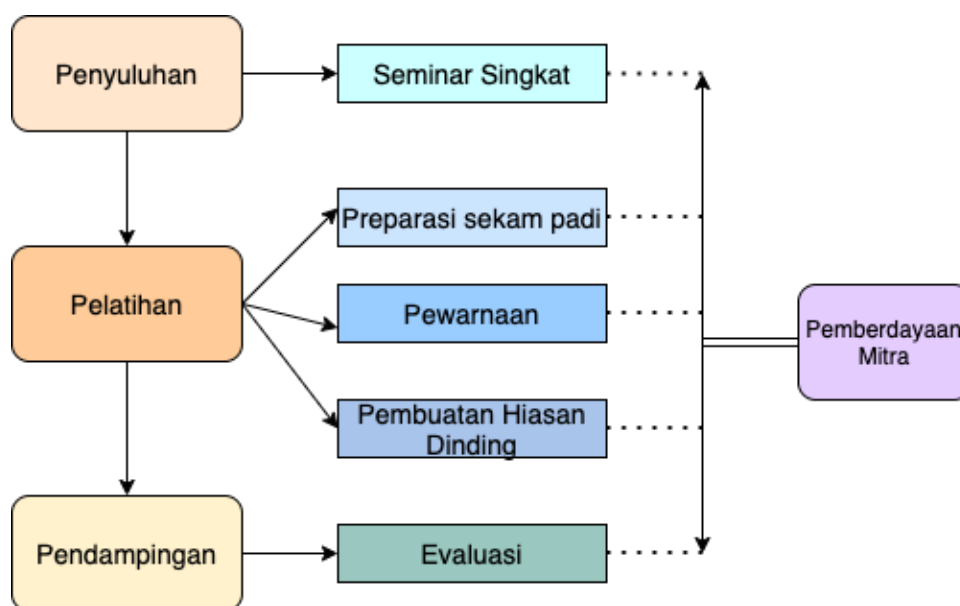 Penyuluhan
Seminar Singkat
Preparasi sekam padi
Pelatihan
Pewarnaan
Pemberdayaan
Mitra
Pembuatan Hiasan
Dinding
Pendampingan
Evaluasi